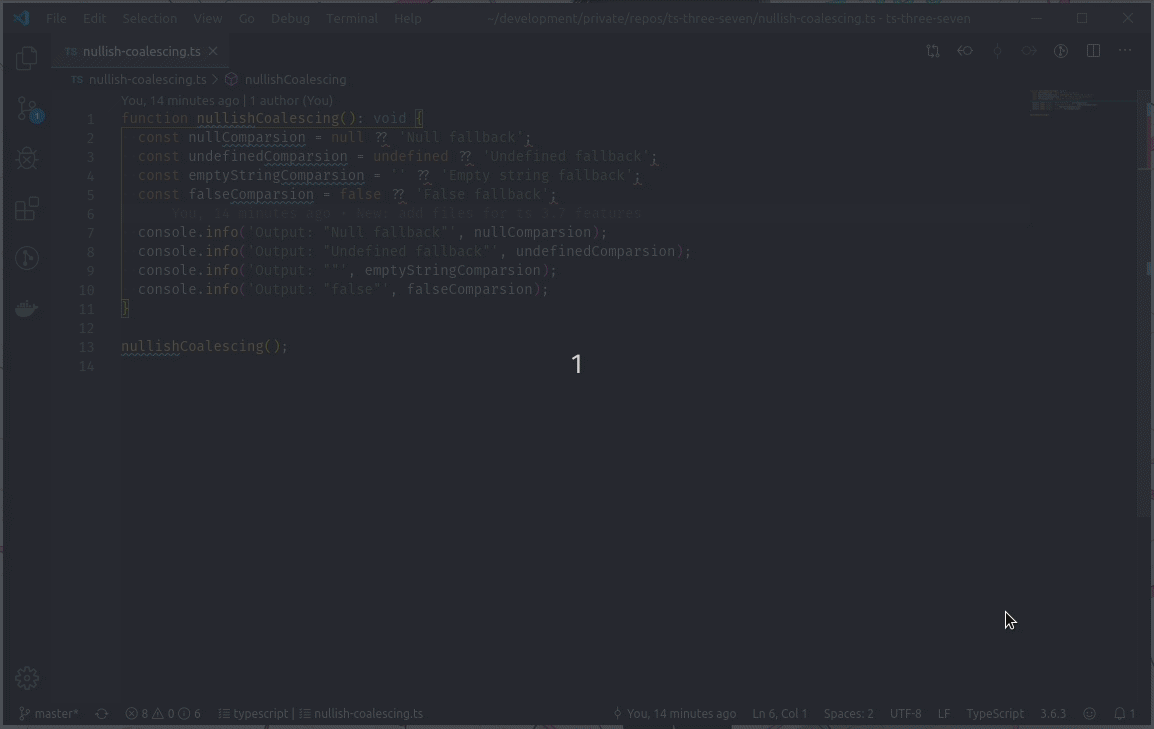 File Edit Selection View Go Debug Terminal Help ~/development/private/repos/ts-three-seven/nullish-coalescing.ts - ts-three-seven
TS nullish-coalescing.ts
TS nullish-coalescing.ts > nullishCoalescing
You, 14 minutes ago | 1 author (You)
1 function nullishCoalescing(): void {
1
2 const nullComparsion = null ?? 'Null fallback';
3 const undefinedComparsion = undefined ?? 'Undefined fallback';
4 const emptyStringComparsion = '' ?? 'Empty string fallback';
5 const falseComparsion = false ?? 'False fallback';
6 You, 14 minutes ago • New: add files for ts 3.7 features
7 console.info('Output: "Null fallback"', nullComparsion);
8 console.info('Output: "Undefined fallback"', undefinedComparsion);
9 console.info('Output: ""', emptyStringComparsion);
10 console.info('Output: "false"', falseComparsion);
11 }
12
13 nullishCoalescing();
1
14
master* 8 0 6 typescript | nullish-coalescing.ts You, 14 minutes ago Ln 6, Col 1 Spaces: 2 UTF-8 LF TypeScript 3.6.3 1